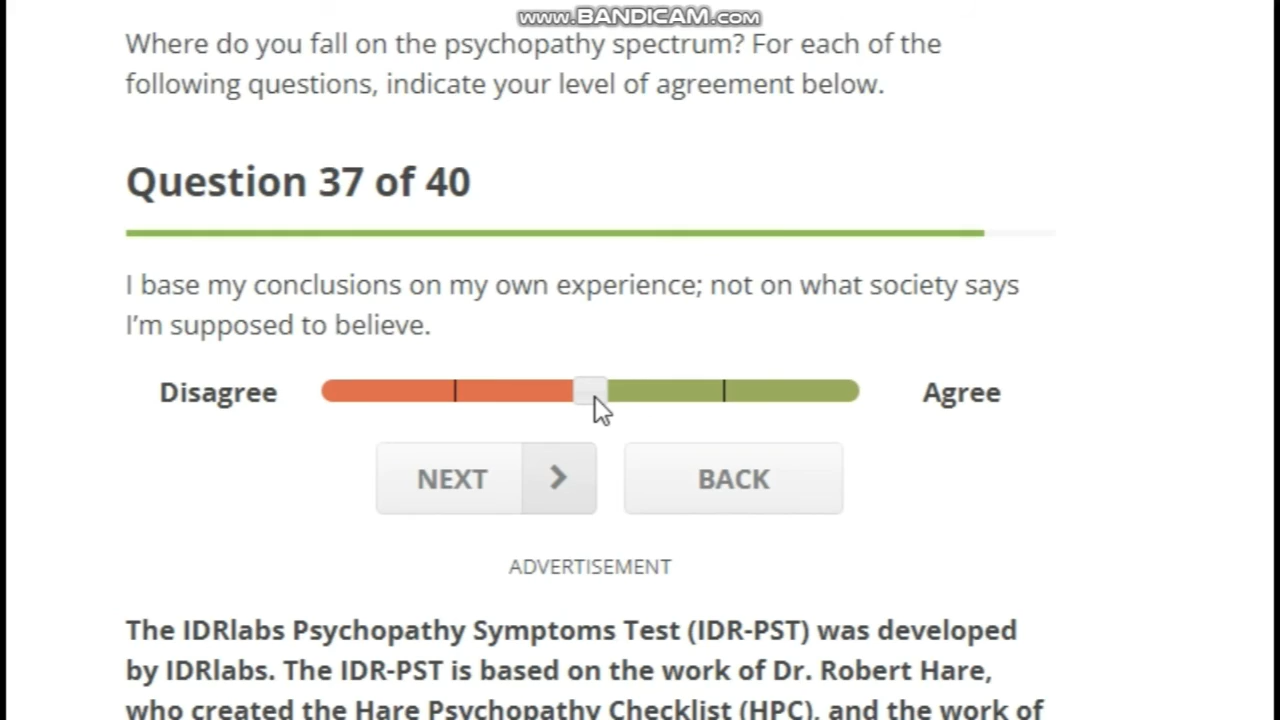 www.BANDICAM.com
Where do you fall on the psychopathy spectrum? For each of the
following questions, indicate your level of agreement below.
Question 37 of 40
I base my conclusions on my own experience; not on what society says
I'm supposed to believe.
Disagree
Agree
NEXT
BACK
ADVERTISEMENT
The IDRlabs Psychopathy Symptoms Test (IDR-PST) was developed
by IDRlabs. The IDR-PST is based on the work of Dr. Robert Hare,
who created the Hare Psychopathy Checklist (HPC), and the work of